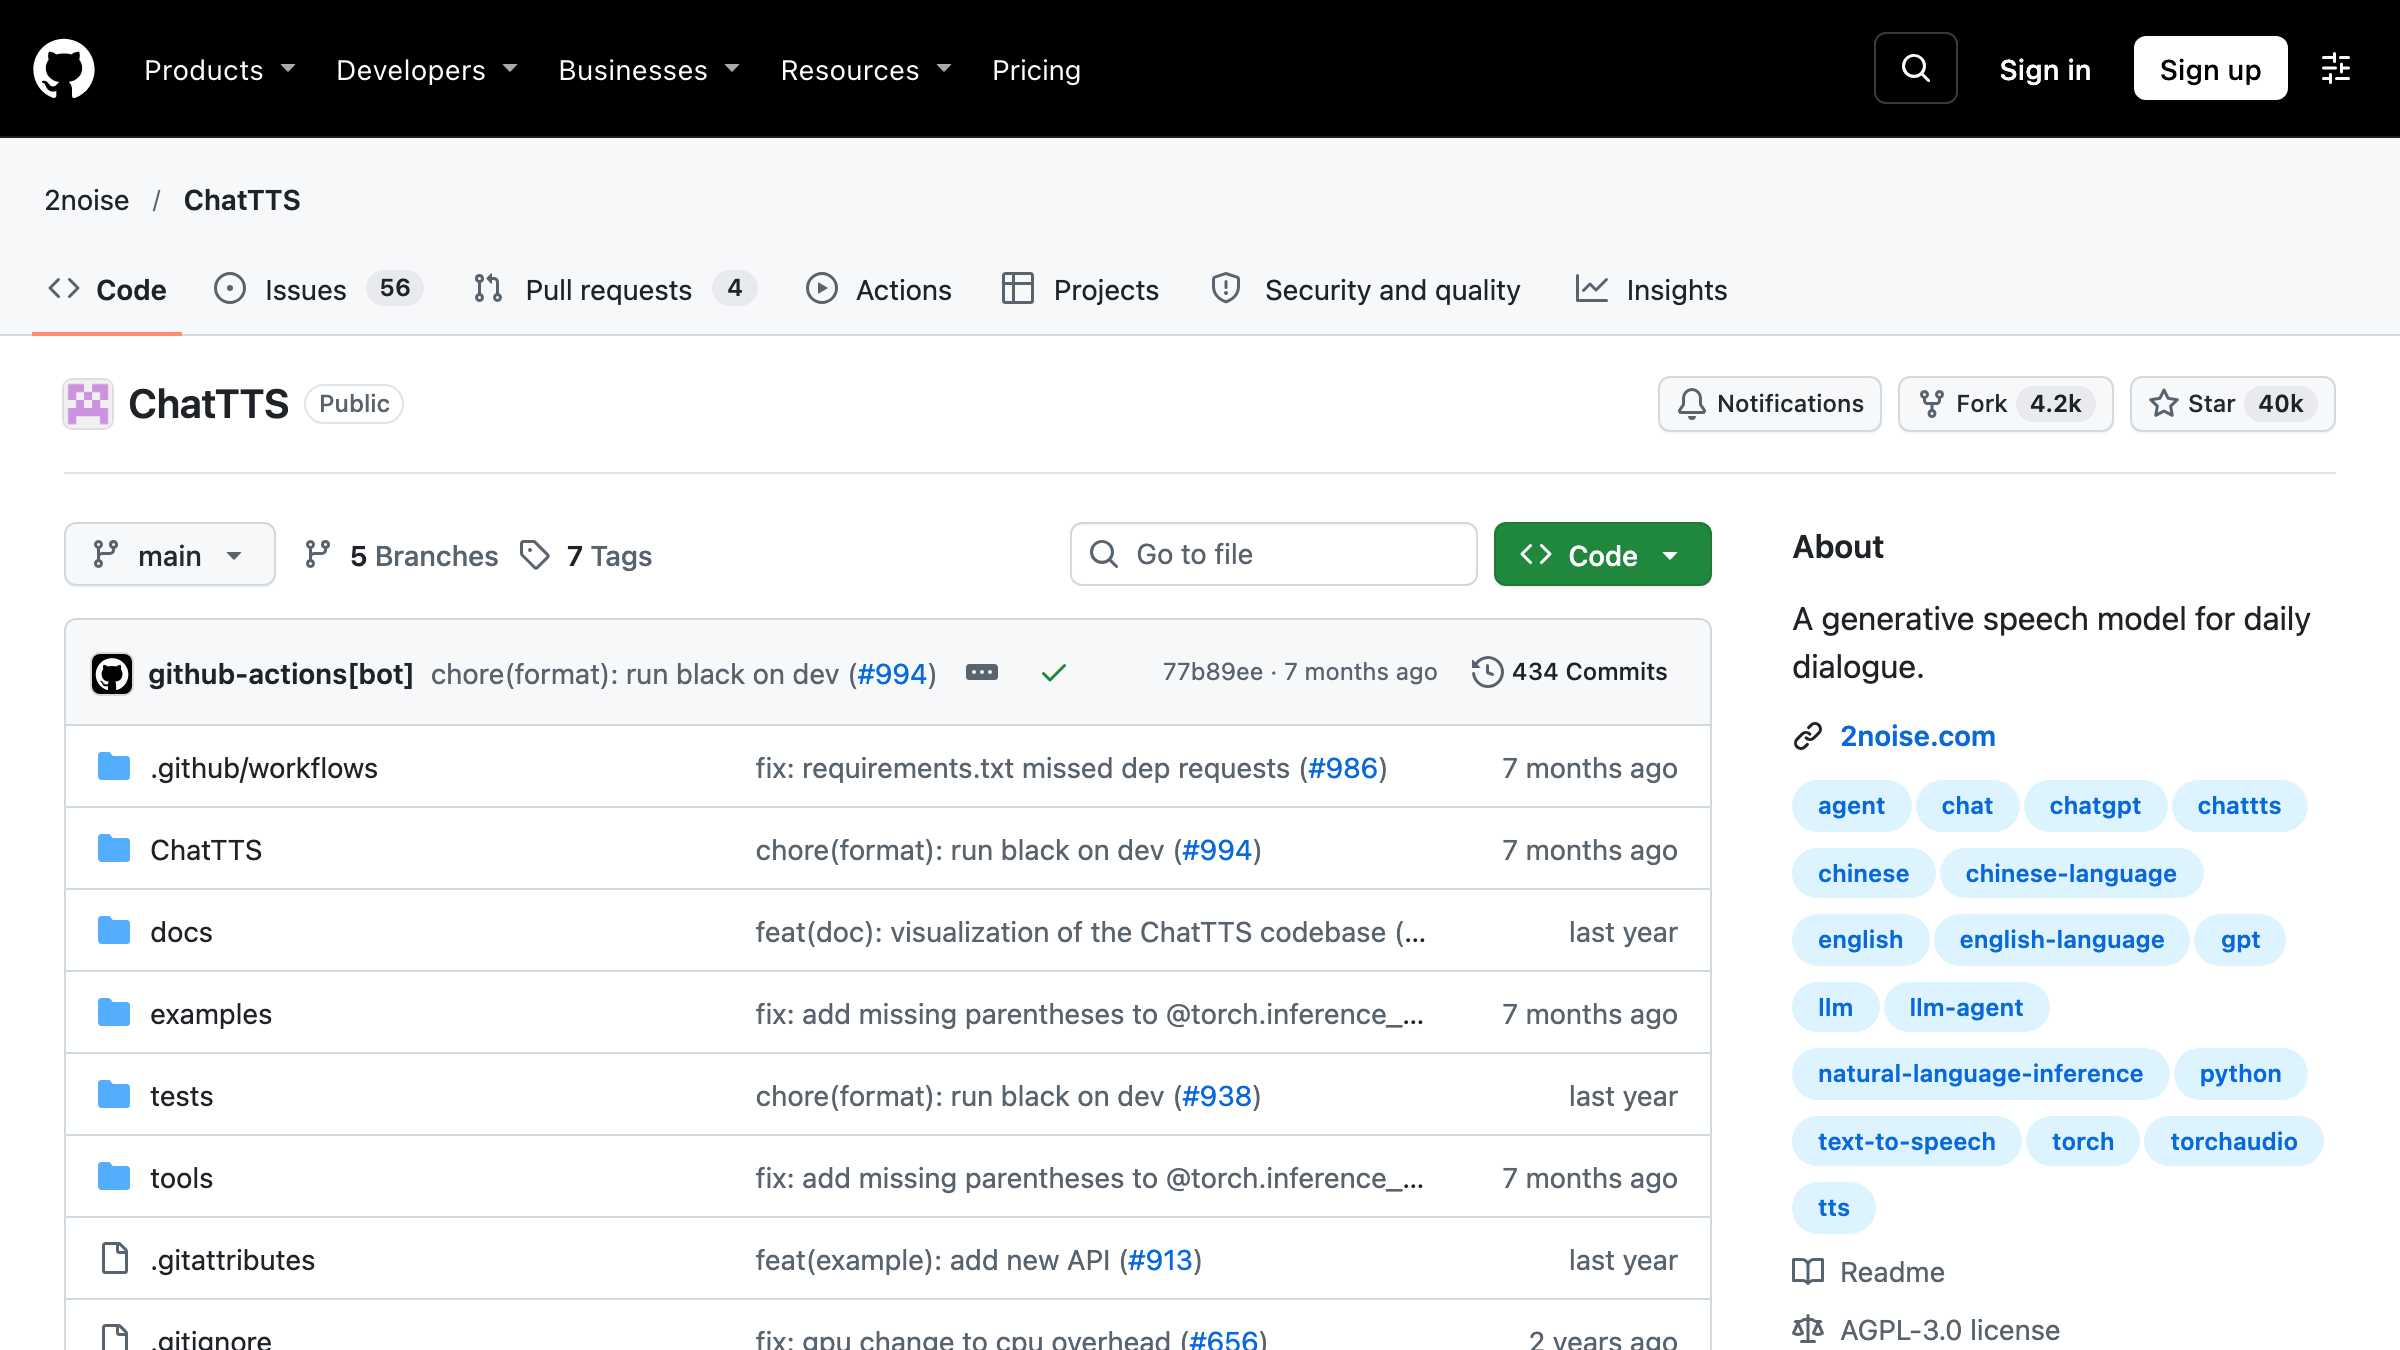 Products Developers Businesses Resources Pricing Sign in Sign up
2noise / ChatTTS
Code Issues 56 Pull requests 4 Actions Projects Security and quality Insights
ChatTTS Public Notifications Fork 4.2k Star 40k
main 5 Branches 7 Tags Go to file Code
github-actions[bot] chore(format): run black on dev (#994) 77b89ee · 7 months ago 434 Commits
.github/workflows fix: requirements.txt missed dep requests (#986) 7 months ago
ChatTTS chore(format): run black on dev (#994) 7 months ago
docs feat(doc): visualization of the ChatTTS codebase (... last year
examples fix: add missing parentheses to @torch.inference_... 7 months ago
tests chore(format): run black on dev (#938) last year
tools fix: add missing parentheses to @torch.inference_... 7 months ago
.gitattributes feat(example): add new API (#913) last year
.gitignore fix: gpu change to cpu overhead (#656) 2 years ago
About
A generative speech model for daily
dialogue.
2noise.com
agent chat chatgpt chattts
chinese chinese-language
english english-language gpt
llm llm-agent
natural-language-inference python
text-to-speech torch torchaudio
tts
Readme
AGPL-3.0 license